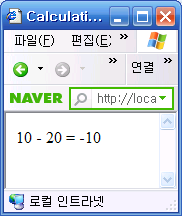 Calculati...
파일(F) 편집(E) »
» 연결 »
NAVER http://loca
10 - 20 = -10
로컬 인트라넷